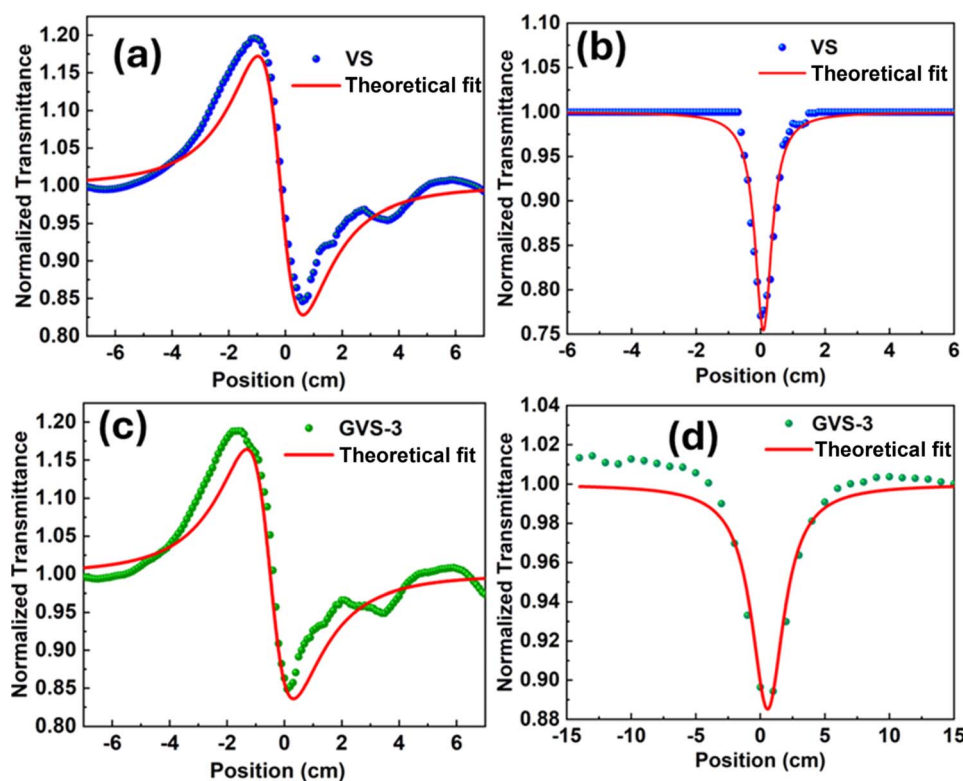 (a)
VS
Theoretical fit
Normalized Transmittance
1.20
1.15
1.10
1.05
1.00
0.95
0.90
0.85
0.80
-6 -4 -2 0 2 4 6
Position (cm)
(b)
VS
Theoretical fit
Normalized Transmittance
1.10
1.05
1.00
0.95
0.90
0.85
0.80
0.75
-6 -4 -2 0 2 4 6
Position (cm)
(c)
GVS-3
Theoretical fit
Normalized Transmittance
1.20
1.15
1.10
1.05
1.00
0.95
0.90
0.85
0.80
-6 -4 -2 0 2 4 6
Position (cm)
(d)
GVS-3
Theoretical fit
Normalized Transmittance
1.04
1.02
1.00
0.98
0.96
0.94
0.92
0.90
0.88
-15 -10 -5 0 5 10 15
Position (cm)